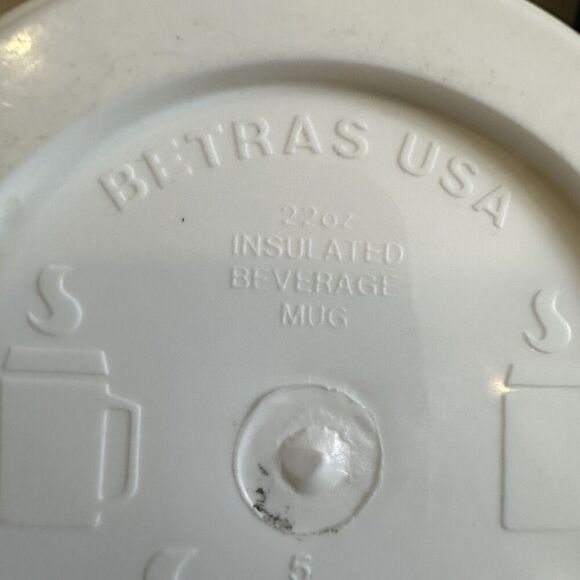 BETRAS USA
22oz.
INSULATED
BEVERAGE
MUG
5